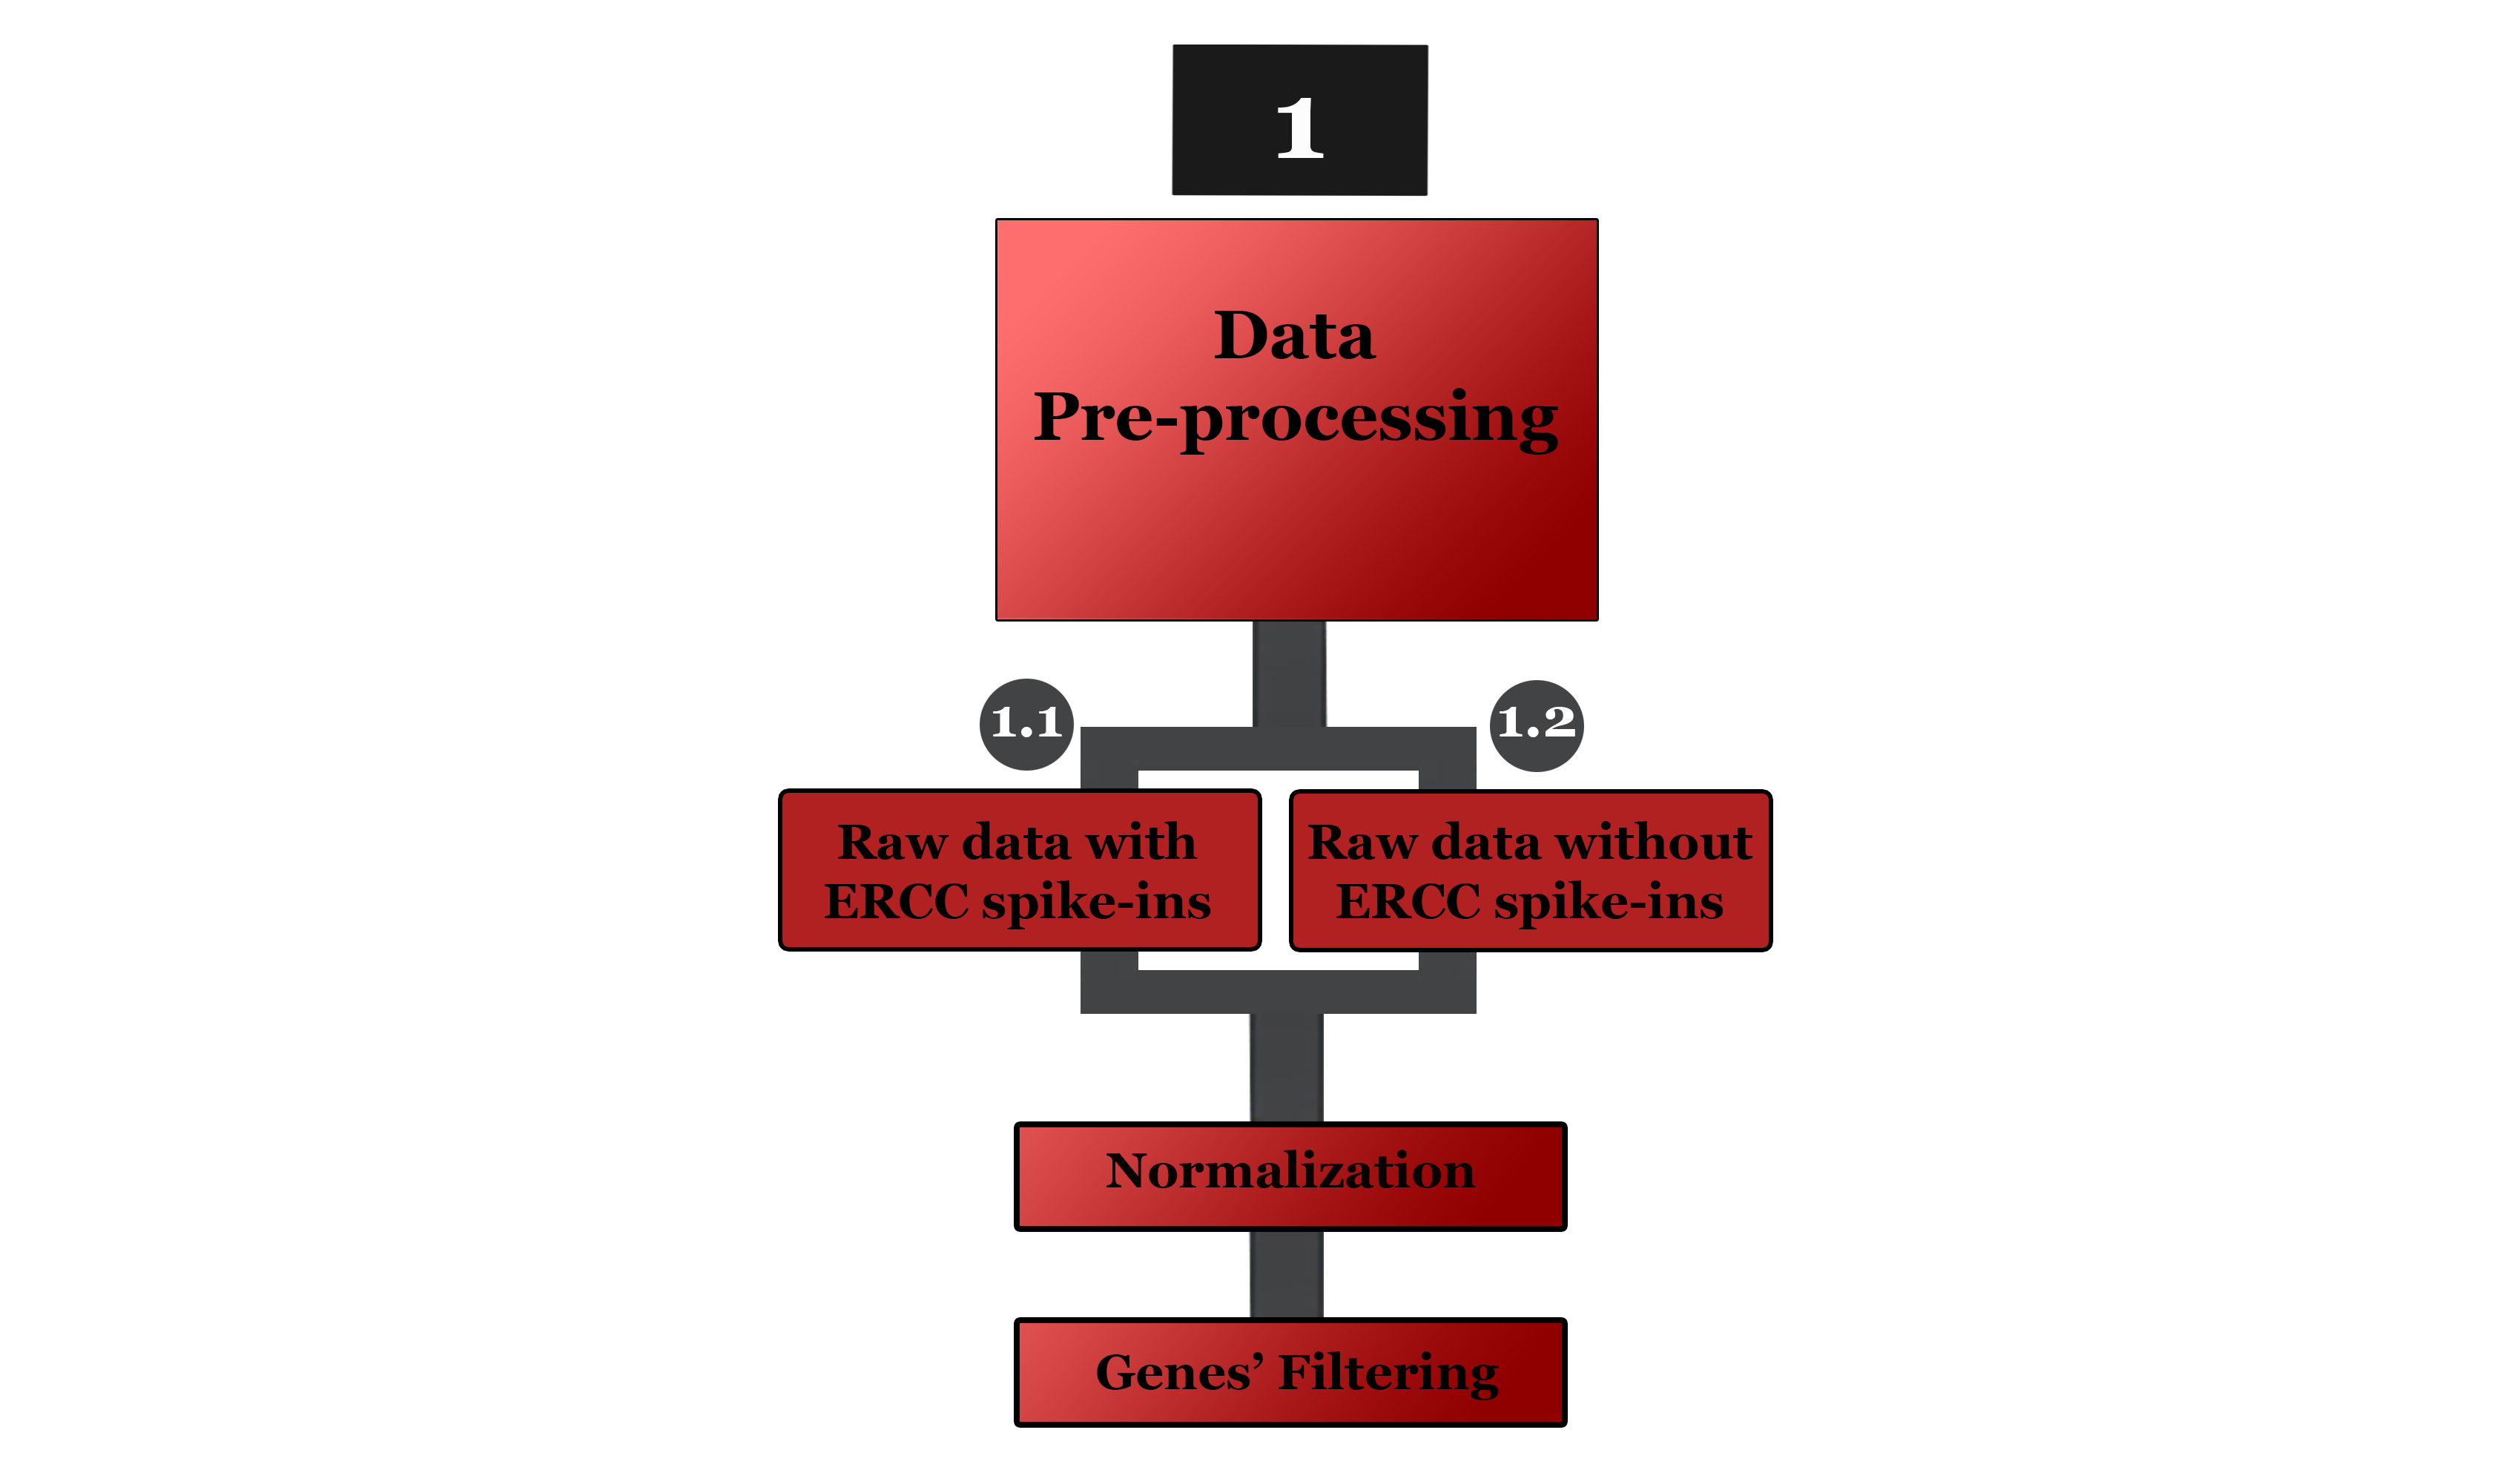 1
Data
Pre-processing
1.1
1.2
Raw data with
ERCC spike-ins
Raw data without
ERCC spike-ins
Normalization
Genes’ Filtering